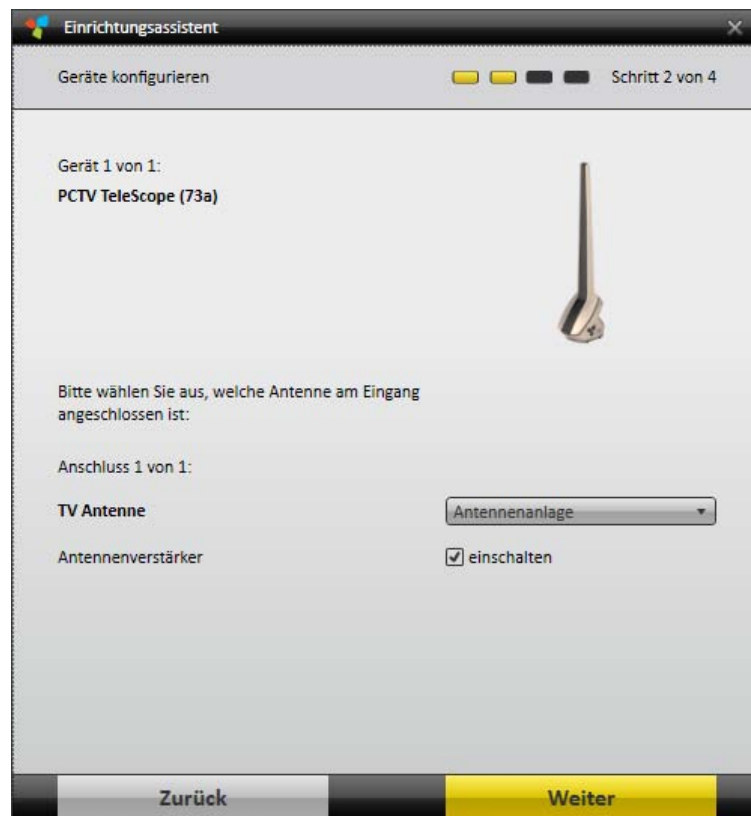 Einrichtungsassistent
Geräte konfigurieren
Schritt 2 von 4
Gerät 1 von 1:
PCTV TeleScope (73a)
Bitte wählen Sie aus, welche Antenne am Eingang
angeschlossen ist:
Anschluss 1 von 1:
TV Antenne
Antennenanlage
Antennenverstärker
einschalten
Zurück
Weiter